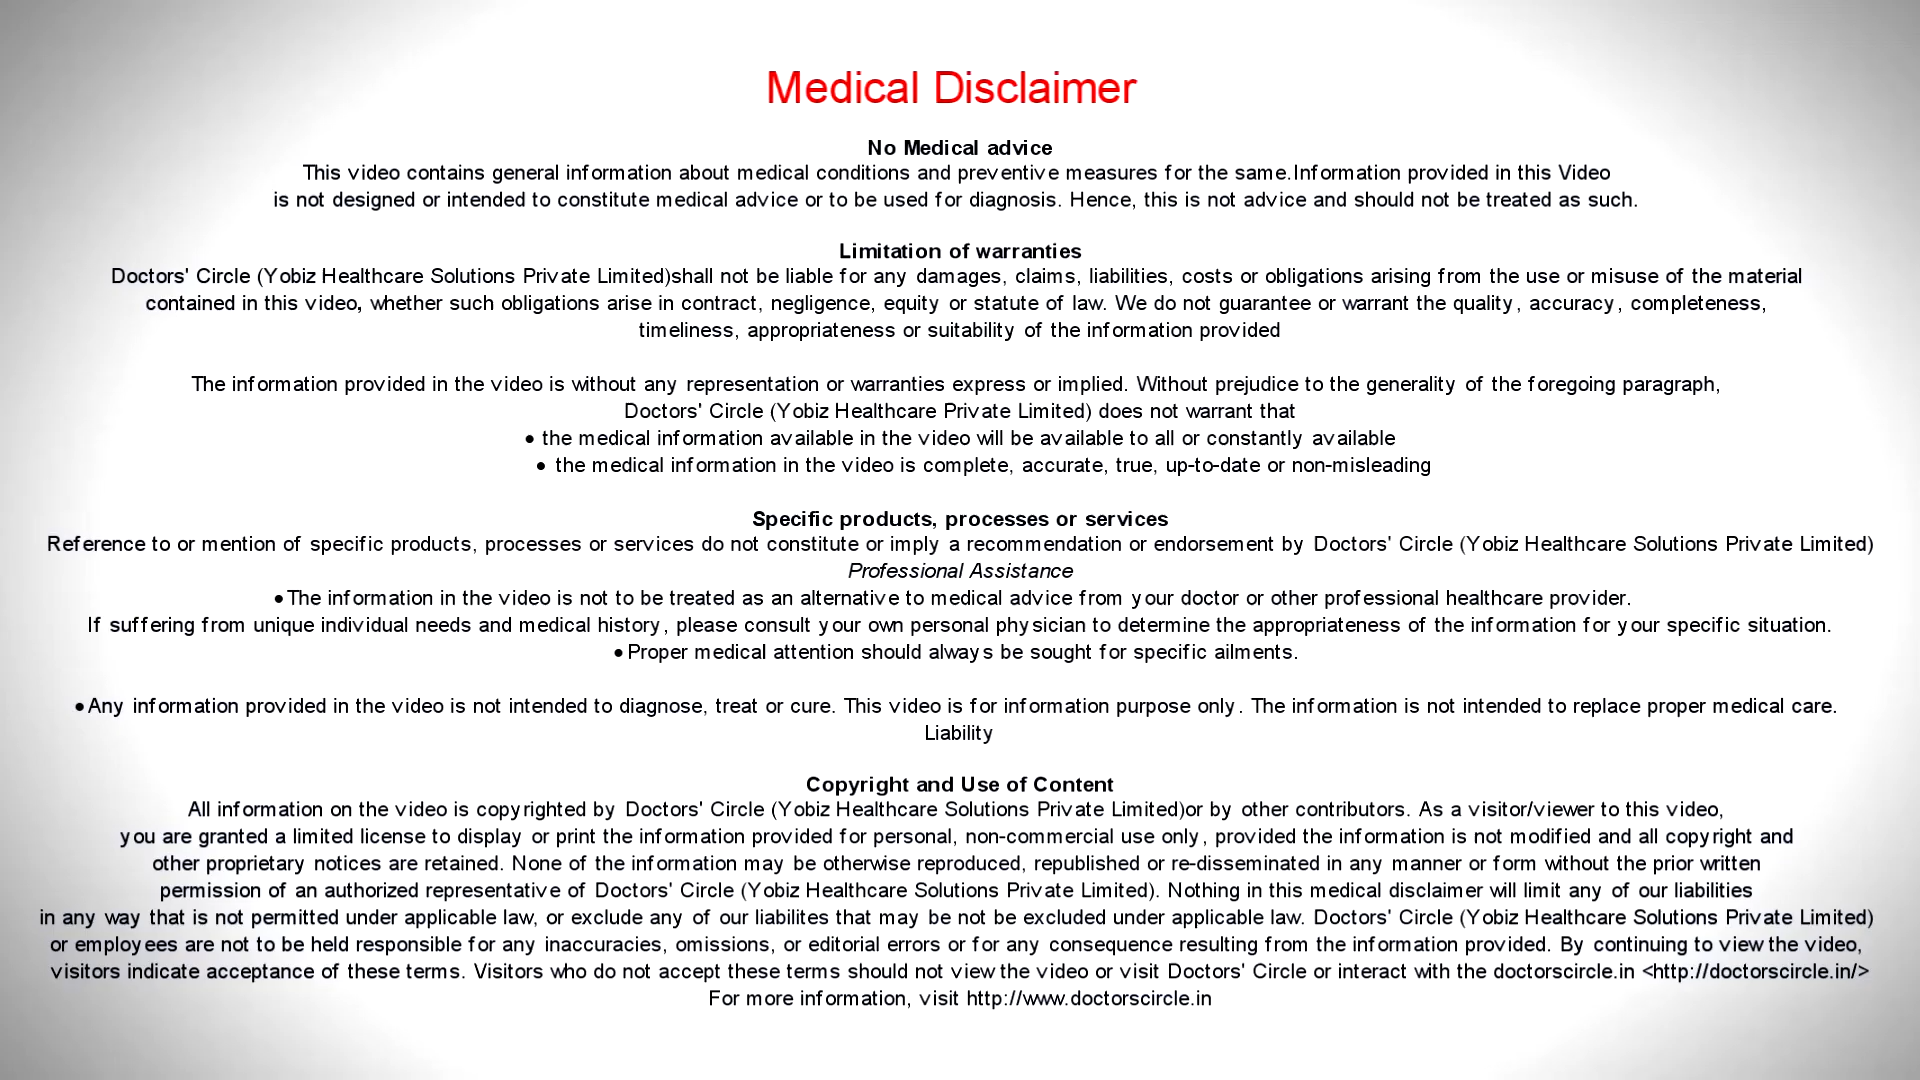 Medical Disclaimer
No Medical advice
This video contains general information about medical conditions and preventive measures for the same.Information provided in this Video
is not designed or intended to constitute medical advice or to be used for diagnosis. Hence, this is not advice and should not be treated as such.
Limitation of warranties
Doctors' Circle (Yobiz Healthcare Solutions Private Limited)shall not be liable for any damages, claims, liabilities, costs or obligations arising from the use or misuse of the material
contained in this video, whether such obligations arise in contract, negligence, equity or statute of law. We do not guarantee or warrant the quality, accuracy, completeness,
timeliness, appropriateness or suitability of the information provided
The information provided in the video is without any representation or warranties express or implied. Without prejudice to the generality of the foregoing paragraph,
Doctors' Circle (Yobiz Healthcare Private Limited) does not warrant that
• the medical information available in the video will be available to all or constantly available
• the medical information in the video is complete, accurate, true, up-to-date or non-misleading
Specific products, processes or services
Reference to or mention of specific products, processes or services do not constitute or imply a recommendation or endorsement by Doctors' Circle (Yobiz Healthcare Solutions Private Limited)
Professional Assistance
•The information in the video is not to be treated as an alternative to medical advice from your doctor or other professional healthcare provider.
If suffering from unique individual needs and medical history, please consult your own personal physician to determine the appropriateness of the information for your specific situation.
•Proper medical attention should always be sought for specific ailments.
•Any information provided in the video is not intended to diagnose, treat or cure. This video is for information purpose only. The information is not intended to replace proper medical care.
Liability
Copyright and Use of Content
All information on the video is copyrighted by Doctors' Circle (Yobiz Healthcare Solutions Private Limited)or by other contributors. As a visitor/viewer to this video,
you are granted a limited license to display or print the information provided for personal, non-commercial use only, provided the information is not modified and all copyright and
other proprietary notices are retained. None of the information may be otherwise reproduced, republished or re-disseminated in any manner or form without the prior written
permission of an authorized representative of Doctors' Circle (Yobiz Healthcare Solutions Private Limited). Nothing in this medical disclaimer will limit any of our liabilities
in any way that is not permitted under applicable law, or exclude any of our liabilites that may be not be excluded under applicable law. Doctors' Circle (Yobiz Healthcare Solutions Private Limited)
or employees are not to be held responsible for any inaccuracies, omissions, or editorial errors or for any consequence resulting from the information provided. By continuing to view the video,
visitors indicate acceptance of these terms. Visitors who do not accept these terms should not view the video or visit Doctors' Circle or interact with the doctorscircle.in <http://doctorscircle.in/>
For more information, visit http://www.doctorscircle.in